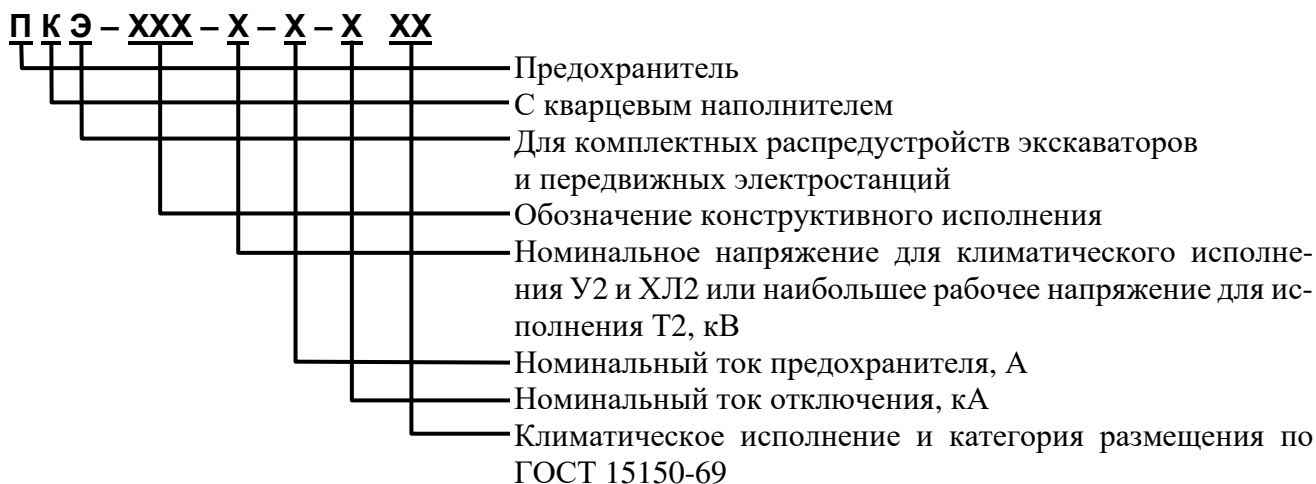 П К Э – ХХХ – Х – Х – Х ХХ
Предохранитель
С кварцевым наполнителем
Для комплектных распредустройств экскаваторов
и передвижных электростанций
Обозначение конструктивного исполнения
Номинальное напряжение для климатического исполне-
ния У2 и ХЛ2 или наибольшее рабочее напряжение для ис-
полнения Т2, кВ
Номинальный ток предохранителя, А
Номинальный ток отключения, кА
Климатическое исполнение и категория размещения по
ГОСТ 15150-69